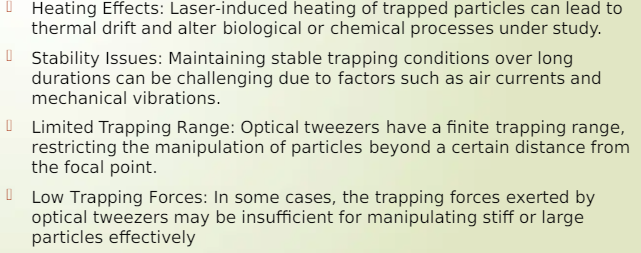 Heating Effects: Laser-induced heating of trapped particles can lead to
thermal drift and alter biological or chemical processes under study.
Stability Issues: Maintaining stable trapping conditions over long
durations can be challenging due to factors such as air currents and
mechanical vibrations.
Limited Trapping Range: Optical tweezers have a finite trapping range,
restricting the manipulation of particles beyond a certain distance from
the focal point.
Low Trapping Forces: In some cases, the trapping forces exerted by
optical tweezers may be insufficient for manipulating stiff or large
particles effectively